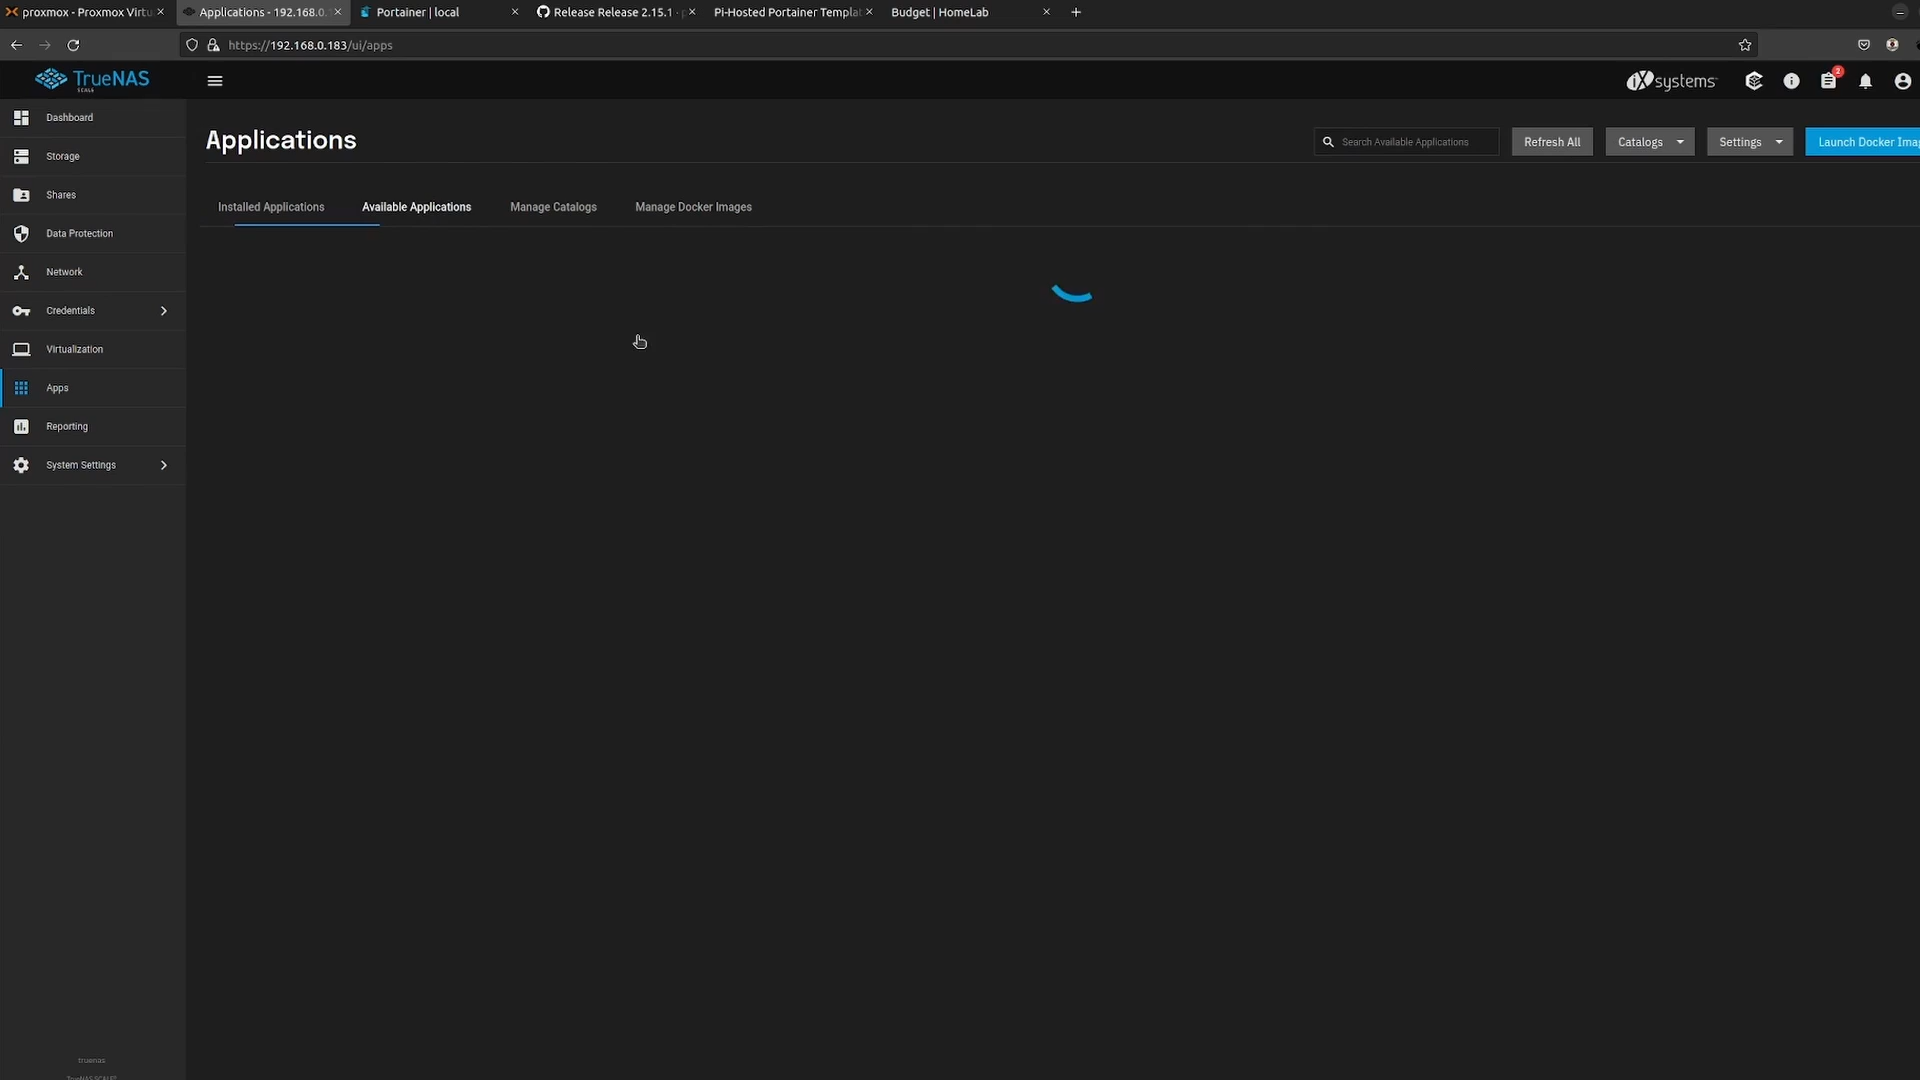 proxmox - Proxmox Virtu
Applications - 192.168.0.
Portainer | local
Release Release 2.15.1 ·
Pi-Hosted Portainer Templat
Budget | HomeLab
https://192.168.0.183/ui/apps
TrueNAS
SCALE
iXsystems
2
Dashboard
Storage
Shares
Data Protection
Network
Credentials
Virtualization
Apps
Reporting
System Settings
Applications
Search Available Applications
Refresh All
Catalogs
Settings
Launch Docker Imag
Installed Applications
Available Applications
Manage Catalogs
Manage Docker Images
truenas